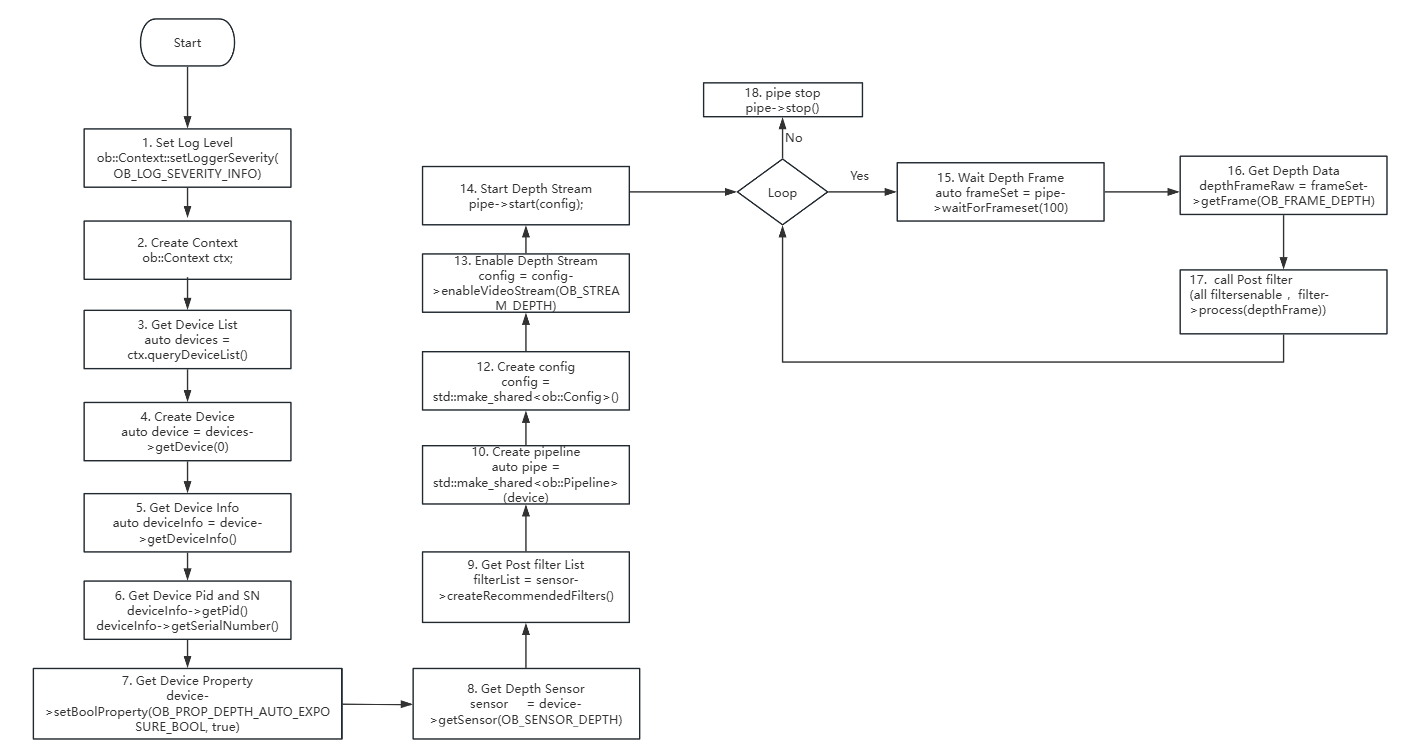 Start
1. Set Log Level
ob::Context::setLoggerSeverity(
OB_LOG_SEVERITY_INFO)
2. Create Context
ob::Context ctx;
3. Get Device List
auto devices =
ctx.queryDeviceList()
4. Create Device
auto device = devices-
>getDevice(0)
5. Get Device Info
auto deviceInfo = device-
>getDeviceInfo()
6. Get Device Pid and SN
deviceInfo->getPid()
deviceInfo->getSerialNumber()
7. Get Device Property
device-
>setBoolProperty(OB_PROP_DEPTH_AUTO_EXPO
SURE_BOOL, true)
8. Get Depth Sensor
sensor = device-
>getSensor(OB_SENSOR_DEPTH)
9. Get Post filter List
filterList = sensor-
>createRecommendedFilters()
10. Create pipeline
auto pipe =
std::make_shared<ob::Pipeline>
(device)
12. Create config
config =
std::make_shared<ob::Config>()
13. Enable Depth Stream
config = config-
>enableVideoStream(OB_STREA
M_DEPTH)
14. Start Depth Stream
pipe->start(config);
Loop
No
18. pipe stop
pipe->stop()
Yes
15. Wait Depth Frame
auto frameSet = pipe-
>waitForFrameset(100)
16. Get Depth Data
depthFrameRaw = frameSet-
>getFrame(OB_FRAME_DEPTH)
17. call Post filter
(all filtersenable ,  filter-
>process(depthFrame))